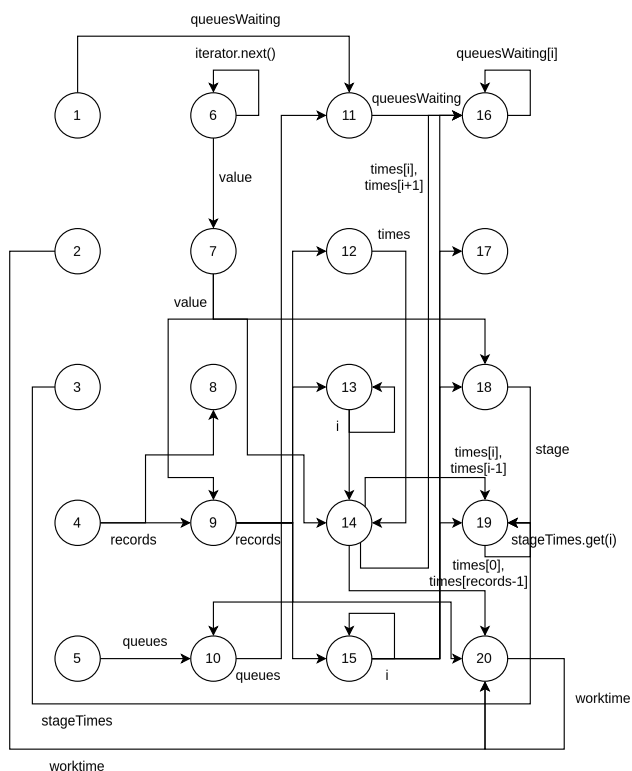 queuesWaiting
iterator.next()
queuesWaiting[i]
1
6
11
queuesWaiting
16
times[i],
times[i+1]
value
2
7
12
times
17
value
3
8
13
18
i
stage
times[i],
times[i-1]
4
records
9
records
14
19
stageTimes.get(i)
times[0],
times[records-1]
5
queues
10
queues
15
i
20
worktime
stageTimes
worktime